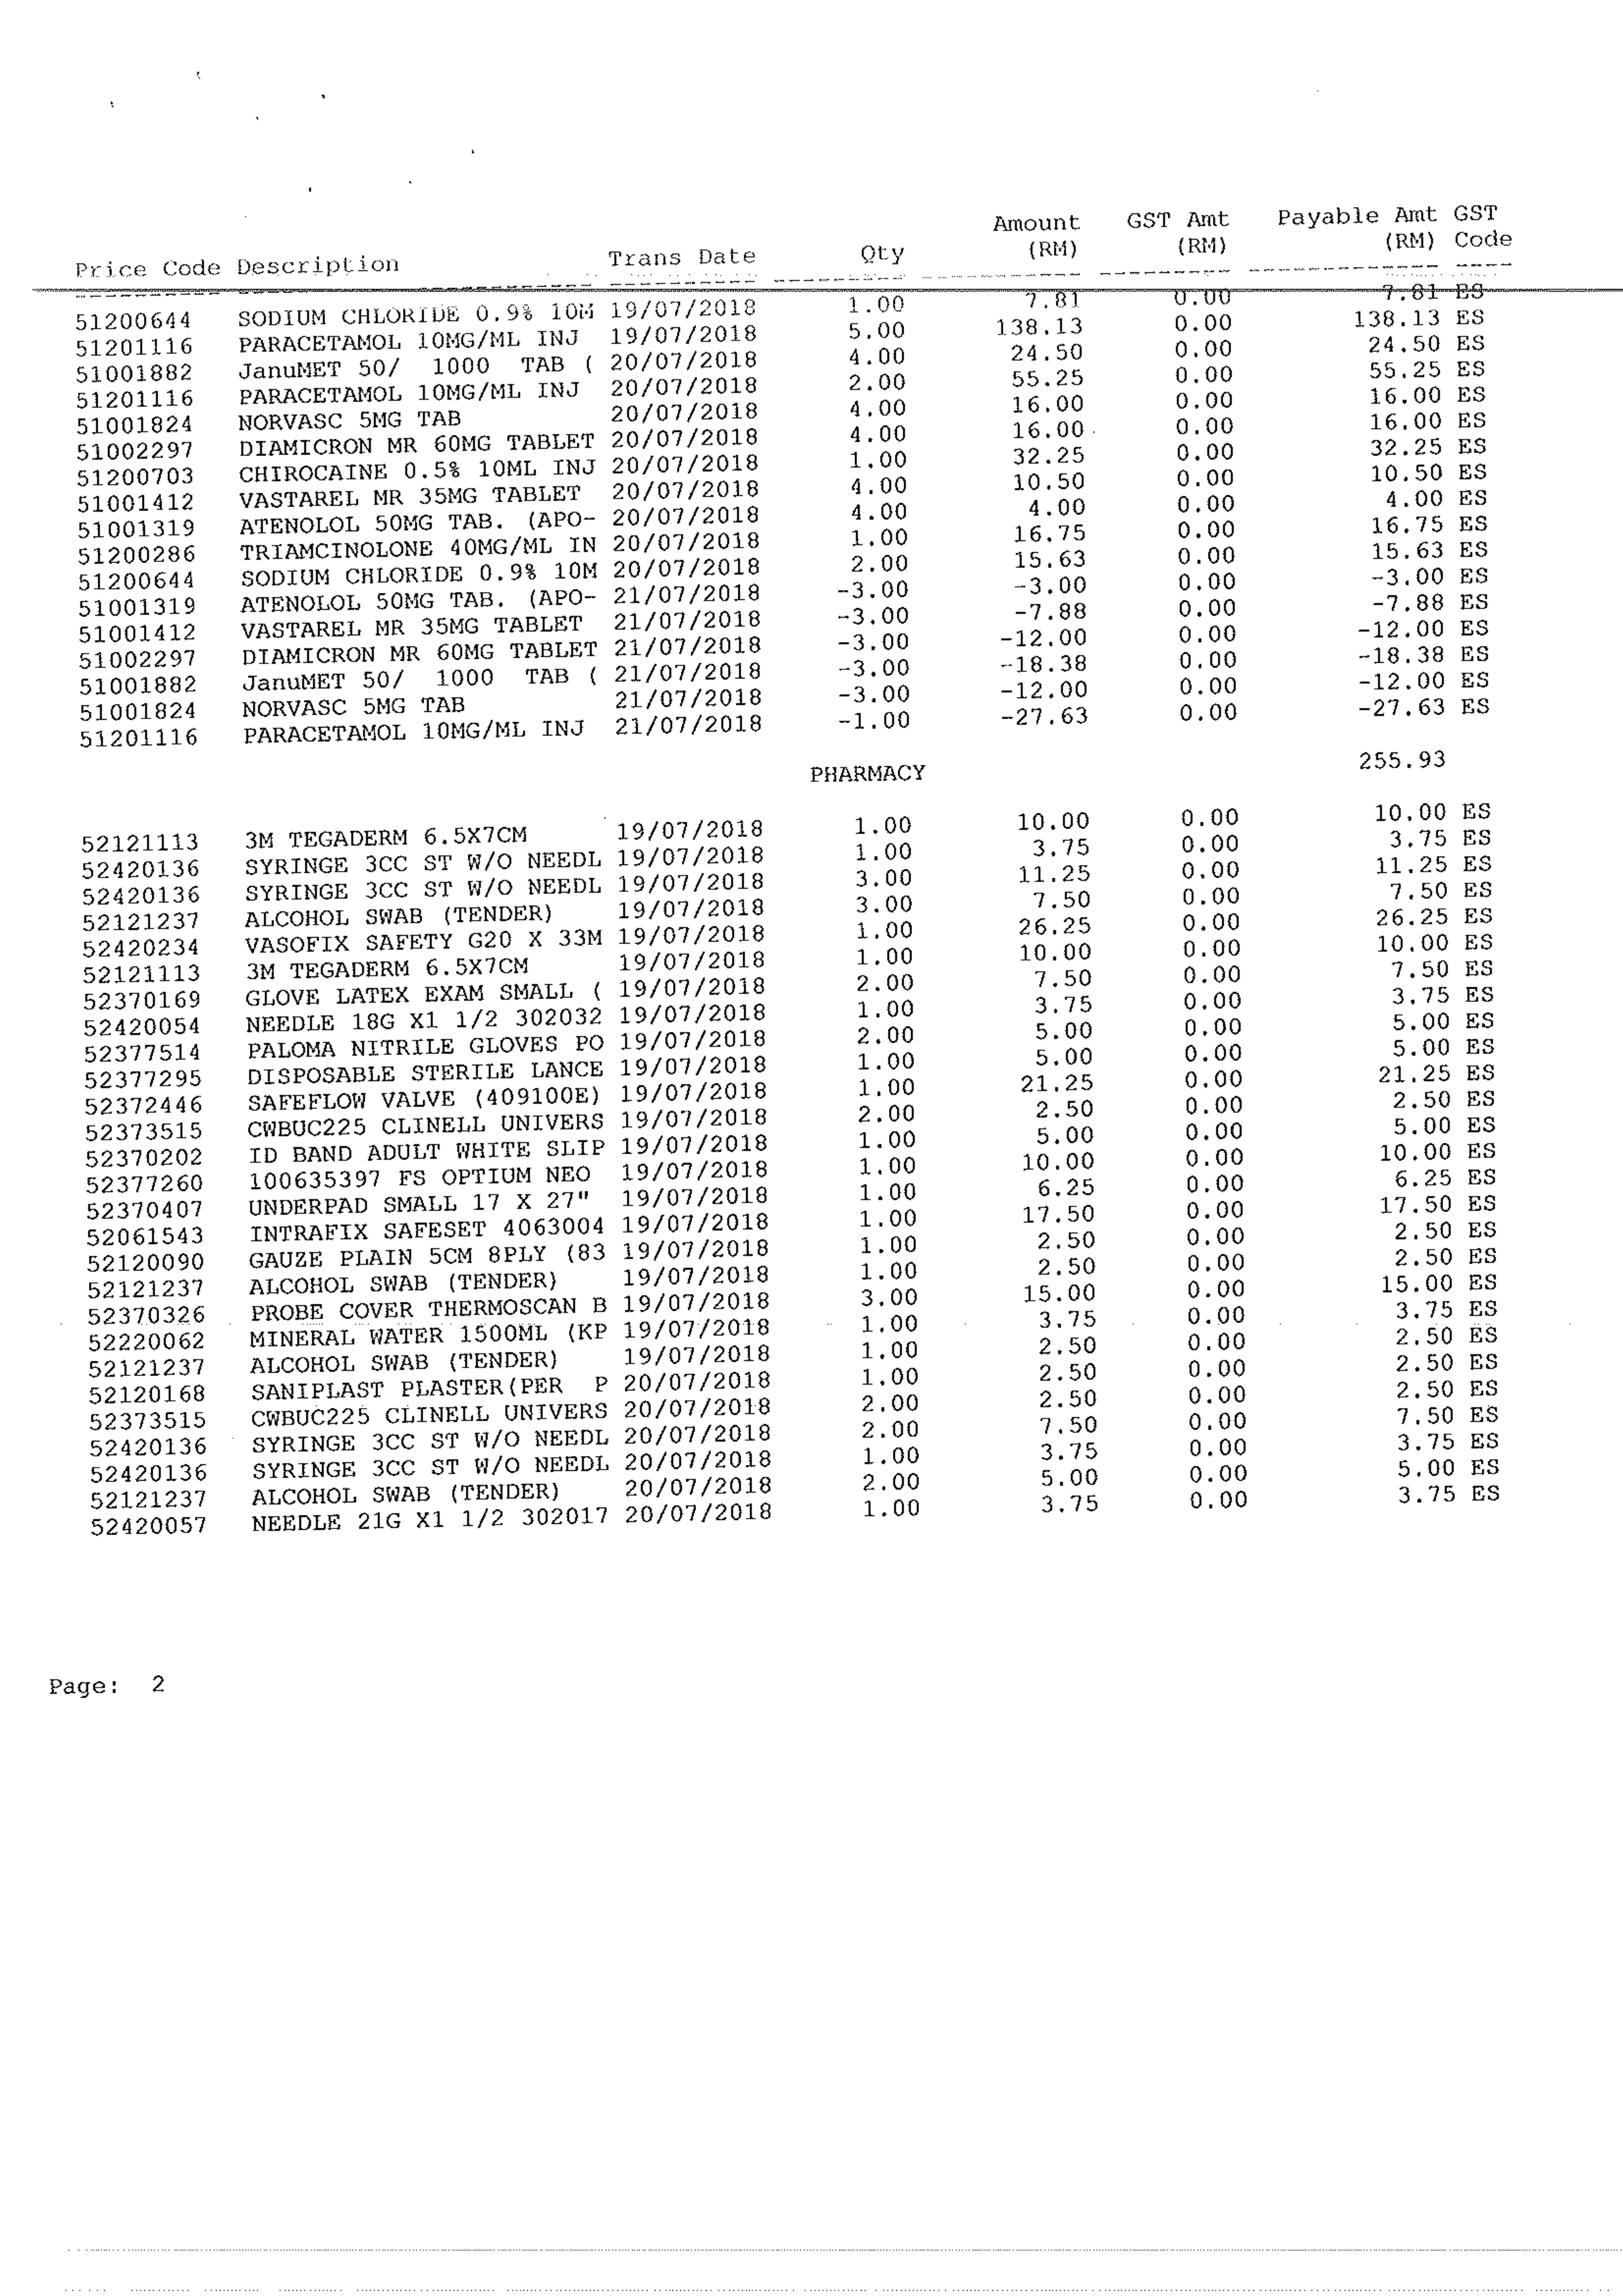 Amount GST Amt Payable Amt GST
Price Code Description Trans Date Qty (RM) (RM) (RM) Code
51200644 SODIUM CHLORIDE 0.9% 10M 19/07/2018 1.00 7.81 0.00 7.81 ES
51201116 PARACETAMOL 10MG/ML INJ 19/07/2018 5.00 138.13 0.00 138.13 ES
51001882 JanuMET 50/ 1000 TAB ( 20/07/2018 4.00 24.50 0.00 24.50 ES
51201116 PARACETAMOL 10MG/ML INJ 20/07/2018 2.00 55.25 0.00 55.25 ES
51001824 NORVASC 5MG TAB 20/07/2018 4.00 16.00 0.00 16.00 ES
51002297 DIAMICRON MR 60MG TABLET 20/07/2018 4.00 16.00 0.00 16.00 ES
51200703 CHIROCAINE 0.5% 10ML INJ 20/07/2018 1.00 32.25 0.00 32.25 ES
51001412 VASTAREL MR 35MG TABLET 20/07/2018 4.00 10.50 0.00 10.50 ES
51001319 ATENOLOL 50MG TAB. (APO- 20/07/2018 4.00 4.00 0.00 4.00 ES
51200286 TRIAMCINOLONE 40MG/ML IN 20/07/2018 1.00 16.75 0.00 16.75 ES
51200644 SODIUM CHLORIDE 0.9% 10M 20/07/2018 2.00 15.63 0.00 15.63 ES
51001319 ATENOLOL 50MG TAB. (APO- 21/07/2018 -3.00 -3.00 0.00 -3.00 ES
51001412 VASTAREL MR 35MG TABLET 21/07/2018 -3.00 -7.88 0.00 -7.88 ES
51002297 DIAMICRON MR 60MG TABLET 21/07/2018 -3.00 -12.00 0.00 -12.00 ES
51001882 JanuMET 50/ 1000 TAB ( 21/07/2018 -3.00 -18.38 0.00 -18.38 ES
51001824 NORVASC 5MG TAB 21/07/2018 -3.00 -12.00 0.00 -12.00 ES
51201116 PARACETAMOL 10MG/ML INJ 21/07/2018 -1.00 -27.63 0.00 -27.63 ES
PHARMACY 255.93
52121113 3M TEGADERM 6.5X7CM 19/07/2018 1.00 10.00 0.00 10.00 ES
52420136 SYRINGE 3CC ST W/O NEEDL 19/07/2018 1.00 3.75 0.00 3.75 ES
52420136 SYRINGE 3CC ST W/O NEEDL 19/07/2018 3.00 11.25 0.00 11.25 ES
52121237 ALCOHOL SWAB (TENDER) 19/07/2018 3.00 7.50 0.00 7.50 ES
52420234 VASOFIX SAFETY G20 X 33M 19/07/2018 1.00 26.25 0.00 26.25 ES
52121113 3M TEGADERM 6.5X7CM 19/07/2018 1.00 10.00 0.00 10.00 ES
52370169 GLOVE LATEX EXAM SMALL ( 19/07/2018 2.00 7.50 0.00 7.50 ES
52420054 NEEDLE 18G X1 1/2 302032 19/07/2018 1.00 3.75 0.00 3.75 ES
52377514 PALOMA NITRILE GLOVES PO 19/07/2018 2.00 5.00 0.00 5.00 ES
52377295 DISPOSABLE STERILE LANCE 19/07/2018 1.00 5.00 0.00 5.00 ES
52372446 SAFEFLOW VALVE (409100E) 19/07/2018 1.00 21.25 0.00 21.25 ES
52373515 CWBUC225 CLINELL UNIVERS 19/07/2018 2.00 2.50 0.00 2.50 ES
52370202 ID BAND ADULT WHITE SLIP 19/07/2018 1.00 5.00 0.00 5.00 ES
52377260 100635397 FS OPTIUM NEO 19/07/2018 1.00 10.00 0.00 10.00 ES
52370407 UNDERPAD SMALL 17 X 27" 19/07/2018 1.00 6.25 0.00 6.25 ES
52061543 INTRAFIX SAFESET 4063004 19/07/2018 1.00 17.50 0.00 17.50 ES
52120090 GAUZE PLAIN 5CM 8PLY (83 19/07/2018 1.00 2.50 0.00 2.50 ES
52121237 ALCOHOL SWAB (TENDER) 19/07/2018 1.00 2.50 0.00 2.50 ES
52370326 PROBE COVER THERMOSCAN B 19/07/2018 3.00 15.00 0.00 15.00 ES
52220062 MINERAL WATER 1500ML (KP 19/07/2018 1.00 3.75 0.00 3.75 ES
52121237 ALCOHOL SWAB (TENDER) 19/07/2018 1.00 2.50 0.00 2.50 ES
52120168 SANIPLAST PLASTER(PER P 20/07/2018 1.00 2.50 0.00 2.50 ES
52373515 CWBUC225 CLINELL UNIVERS 20/07/2018 2.00 2.50 0.00 2.50 ES
52420136 SYRINGE 3CC ST W/O NEEDL 20/07/2018 2.00 7.50 0.00 7.50 ES
52420136 SYRINGE 3CC ST W/O NEEDL 20/07/2018 1.00 3.75 0.00 3.75 ES
52121237 ALCOHOL SWAB (TENDER) 20/07/2018 2.00 5.00 0.00 5.00 ES
52420057 NEEDLE 21G X1 1/2 302017 20/07/2018 1.00 3.75 0.00 3.75 ES
Page: 2